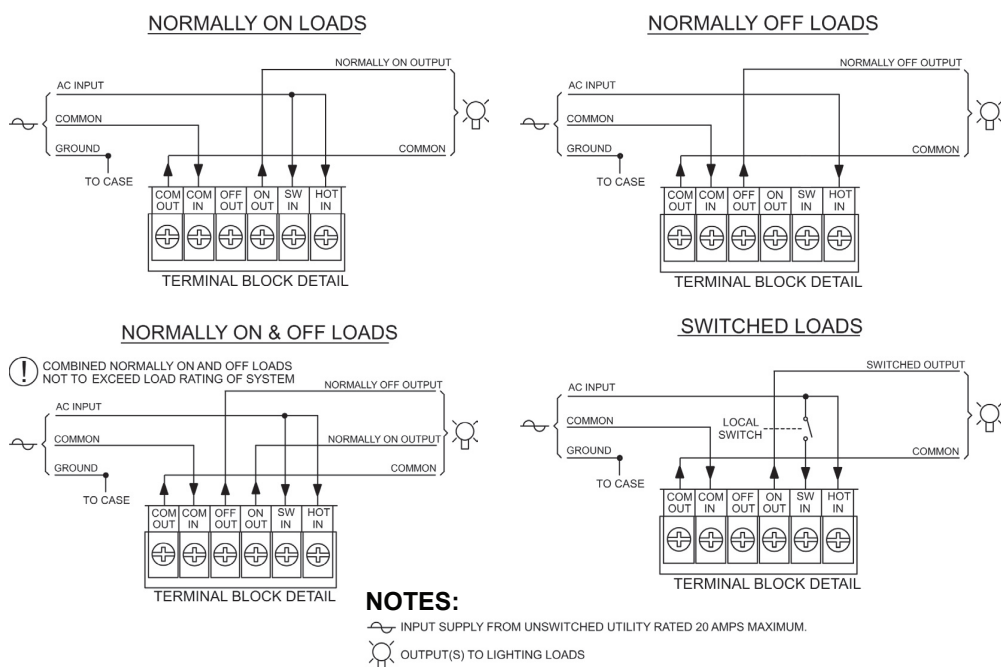 NORMALLY ON LOADS
NORMALLY ON OUTPUT
AC INPUT
COMMON
GROUND
COMMON
TO CASE
COM OUT
COM IN
OFF OUT
ON OUT
SW IN
HOT IN
TERMINAL BLOCK DETAIL
NORMALLY OFF LOADS
NORMALLY OFF OUTPUT
AC INPUT
COMMON
GROUND
COMMON
TO CASE
COM OUT
COM IN
OFF OUT
ON OUT
SW IN
HOT IN
TERMINAL BLOCK DETAIL
NORMALLY ON & OFF LOADS
! COMBINED NORMALLY ON AND OFF LOADS
NOT TO EXCEED LOAD RATING OF SYSTEM
NORMALLY OFF OUTPUT
AC INPUT
COMMON
NORMALLY ON OUTPUT
GROUND
COMMON
TO CASE
COM OUT
COM IN
OFF OUT
ON OUT
SW IN
HOT IN
TERMINAL BLOCK DETAIL
SWITCHED LOADS
SWITCHED OUTPUT
AC INPUT
COMMON
LOCAL
SWITCH
GROUND
COMMON
TO CASE
COM OUT
COM IN
OFF OUT
ON OUT
SW IN
HOT IN
TERMINAL BLOCK DETAIL
NOTES:
INPUT SUPPLY FROM UNSWITCHED UTILITY RATED 20 AMPS MAXIMUM.
OUTPUT(S) TO LIGHTING LOADS